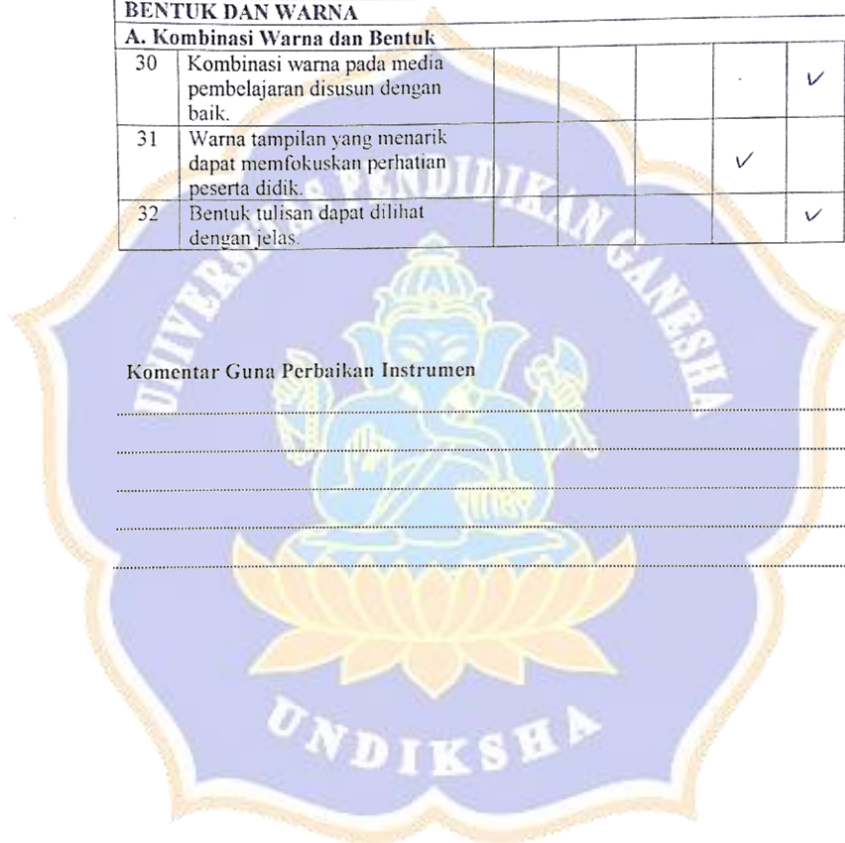 BENTUK DAN WARNA
A. Kombinasi Warna dan Bentuk
30 Kombinasi warna pada media
pembelajaran disusun dengan
baik.
✓
31 Warna tampilan yang menarik
dapat memfokuskan perhatian
peserta didik.
✓
32 Bentuk tulisan dapat dilihat
dengan jelas.
✓
UNIVERSITAS PENDIDIKAN GANESHA
Komentar Guna Perbaikan Instrumen
UNDIKSHA